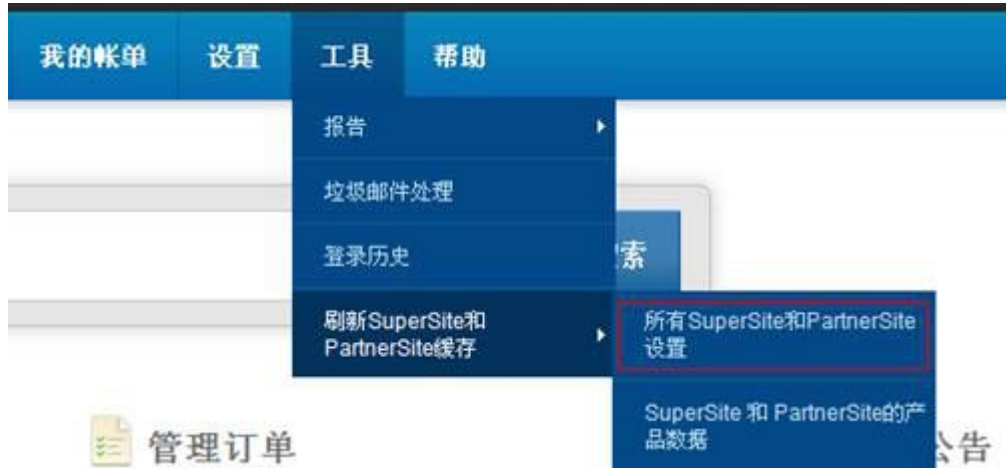 我的帐单 设置 工具 帮助
报告
垃圾邮件处理
登录历史
索
刷新SuperSite和
PartnerSite缓存
所有SuperSite和PartnerSite
设置
SuperSite 和 PartnerSite的产
品数据
管理订单
公告